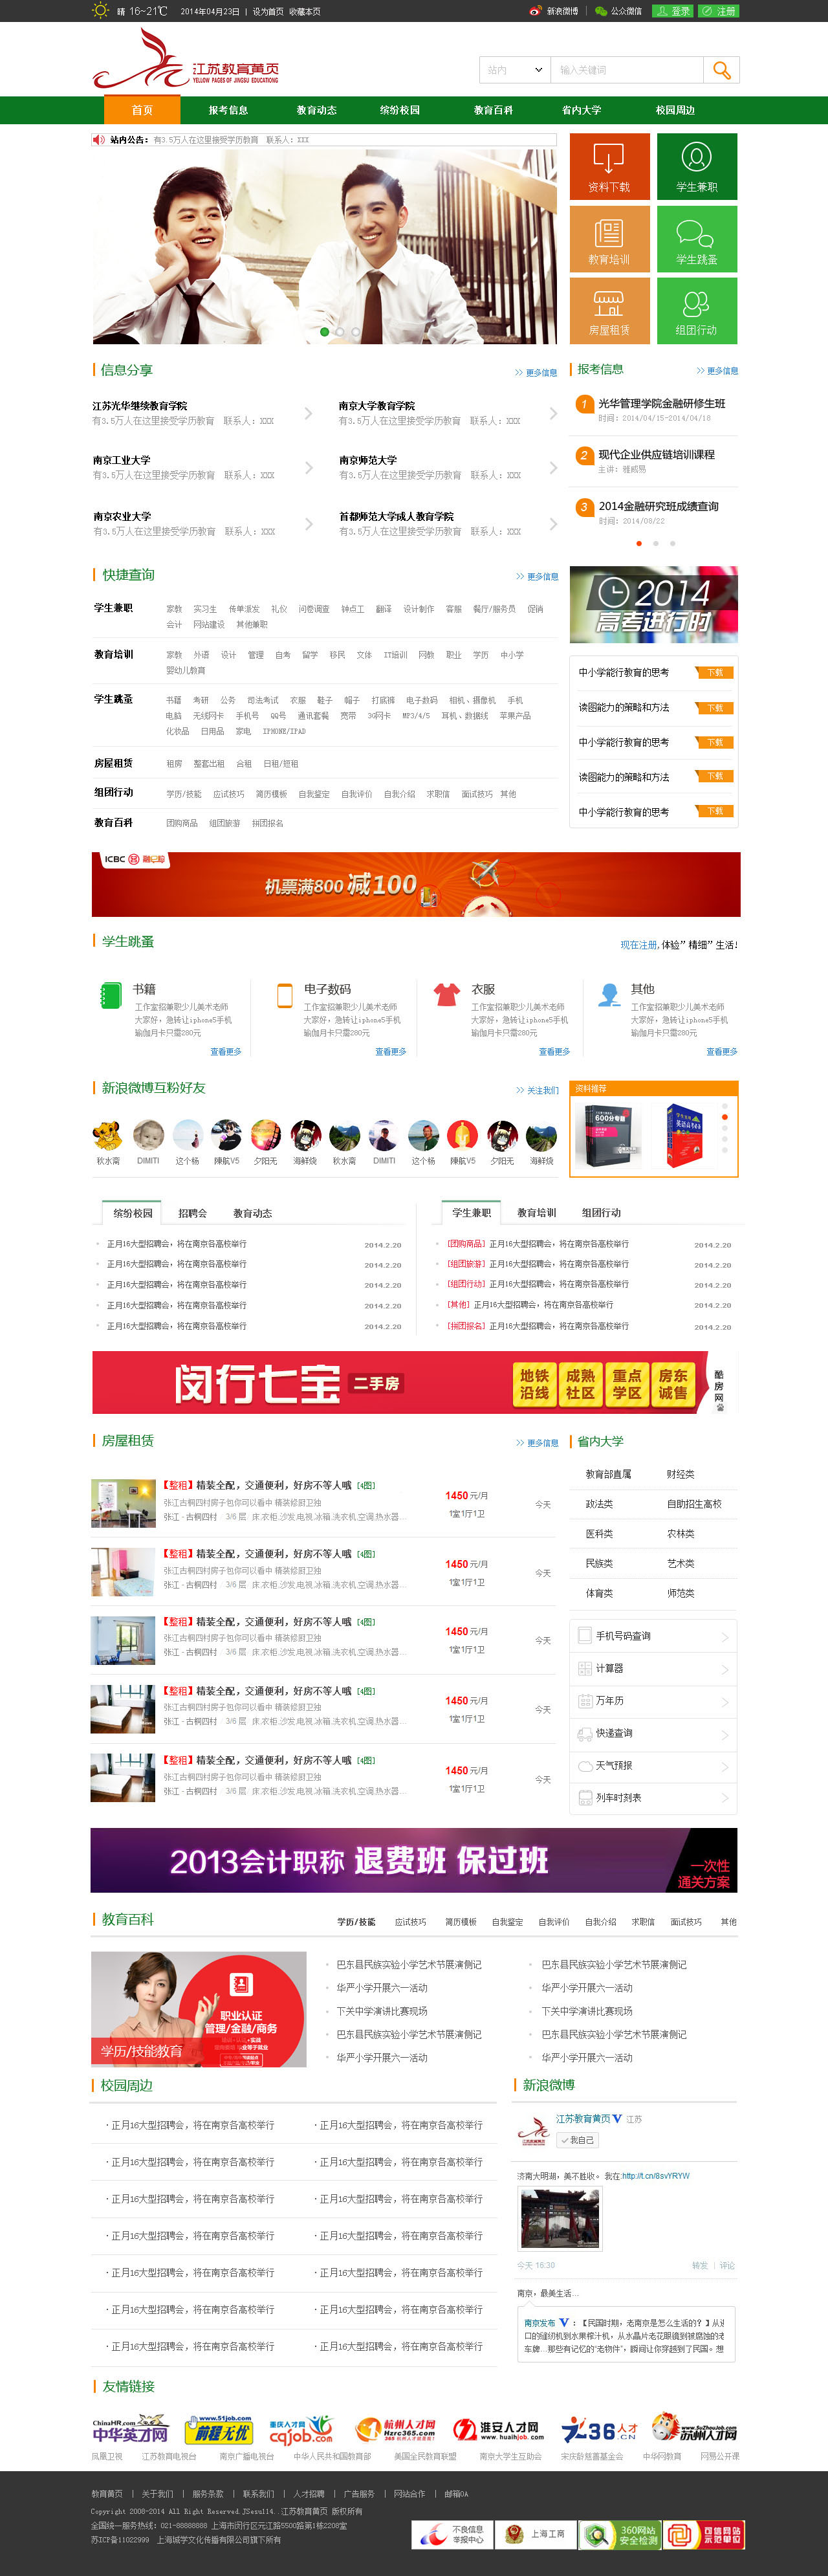 晴 16~21℃ 2014年04月23日 | 设为首页 收藏本页
新浪微博 公众微信 登录 注册
江苏教育黄页
YELLOW PAGES OF JINGSU EDUCATIONAL
站内 输入关键词
首页 报考信息 教育动态 缤纷校园 教育百科 省内大学 校园周边
站内公告: 有3.5万人在这里接受学历教育 联系人: XXX
资料下载 学生兼职
教育培训 学生跳蚤
房屋租赁 组团行动
信息分享 >> 更多信息
江苏光华继续教育学院 南京大学教育学院
有3.5万人在这里接受学历教育 联系人: XXX 有3.5万人在这里接受学历教育 联系人: XXX
南京工业大学 南京师范大学
有3.5万人在这里接受学历教育 联系人: XXX 有3.5万人在这里接受学历教育 联系人: XXX
南京农业大学 首都师范大学成人教育学院
有3.5万人在这里接受学历教育 联系人: XXX 有3.5万人在这里接受学历教育 联系人: XXX
报考信息 >> 更多信息
1 光华管理学院金融研修生班
时间: 2014/04/15-2014/04/18
2 现代企业供应链培训课程
主讲: 雅威易
3 2014金融研究班成绩查询
时间: 2014/08/22
快捷查询 >> 更多信息
学生兼职 家教 实习生 传单派发 礼仪 问卷调查 钟点工 翻译 设计制作 客服 餐厅/服务员 促销
会计 网站建设 其他兼职
教育培训 家教 外语 设计 管理 自考 留学 移民 文体 IT培训 网教 职业 学历 中小学
婴幼儿教育
学生跳蚤 书籍 考研 公务 司法考试 衣服 鞋子 帽子 打底裤 电子数码 相机、摄像机 手机
电脑 无线网卡 手机号 QQ号 通讯套餐 宽带 3G网卡 MP3/4/5 耳机、数据线 苹果产品
化妆品 日用品 家电 IPHONE/IPAD
房屋租赁 租房 整套出租 合租 日租/短租
组团行动 学历/技能 应试技巧 简历模板 自我鉴定 自我评价 自我介绍 求职信 面试技巧 其他
教育百科 团购商品 组团旅游 拼团报名
2014
高考进行时
中小学能行教育的思考 下载
读图能力的策略和方法 下载
中小学能行教育的思考 下载
读图能力的策略和方法 下载
中小学能行教育的思考 下载
ICBC 融e购
机票满800 减100
学生跳蚤 现在注册,体验”精细”生活!
书籍 电子数码 衣服 其他
工作室招兼职少儿美术老师 工作室招兼职少儿美术老师 工作室招兼职少儿美术老师 工作室招兼职少儿美术老师
大家好，急转让iphone5手机 大家好，急转让iphone5手机 大家好，急转让iphone5手机 大家好，急转让iphone5手机
瑜伽月卡只需280元 瑜伽月卡只需280元 瑜伽月卡只需280元 瑜伽月卡只需280元
查看更多 查看更多 查看更多 查看更多
新浪微博互粉好友 >> 关注我们
秋水斋 DIMITI 这个杨 陳航V5 夕阳无 海鲜烧 秋水斋 DIMITI 这个杨 陳航V5 夕阳无 海鲜烧
资料推荐
缤纷校园 招聘会 教育动态
正月16大型招聘会，将在南京各高校举行 2014.2.20
正月16大型招聘会，将在南京各高校举行 2014.2.20
正月16大型招聘会，将在南京各高校举行 2014.2.20
正月16大型招聘会，将在南京各高校举行 2014.2.20
正月16大型招聘会，将在南京各高校举行 2014.2.20
学生兼职 教育培训 组团行动
[团购商品] 正月16大型招聘会，将在南京各高校举行 2014.2.20
[组团旅游] 正月16大型招聘会，将在南京各高校举行 2014.2.20
[组团行动] 正月16大型招聘会，将在南京各高校举行 2014.2.20
[其他] 正月16大型招聘会，将在南京各高校举行 2014.2.20
[拼团报名] 正月16大型招聘会，将在南京各高校举行 2014.2.20
闵行七宝 二手房 地铁沿线 成熟社区 重点学区 房东诚售 酷房网
房屋租赁 >> 更多信息
【整租】精装全配，交通便利，好房不等人哦 [4图]
张江古桐四村房子包你可以看中 精装修厨卫独
张江 - 古桐四村 3/6 层 床,衣柜,沙发,电视,冰箱,洗衣机,空调,热水器...
1450 元/月
1室1厅1卫
今天
【整租】精装全配，交通便利，好房不等人哦 [4图]
张江古桐四村房子包你可以看中 精装修厨卫独
张江 - 古桐四村 3/6 层 床,衣柜,沙发,电视,冰箱,洗衣机,空调,热水器...
1450 元/月
1室1厅1卫
今天
【整租】精装全配，交通便利，好房不等人哦 [4图]
张江古桐四村房子包你可以看中 精装修厨卫独
张江 - 古桐四村 3/6 层 床,衣柜,沙发,电视,冰箱,洗衣机,空调,热水器...
1450 元/月
1室1厅1卫
今天
【整租】精装全配，交通便利，好房不等人哦 [4图]
张江古桐四村房子包你可以看中 精装修厨卫独
张江 - 古桐四村 3/6 层 床,衣柜,沙发,电视,冰箱,洗衣机,空调,热水器...
1450 元/月
1室1厅1卫
今天
【整租】精装全配，交通便利，好房不等人哦 [4图]
张江古桐四村房子包你可以看中 精装修厨卫独
张江 - 古桐四村 3/6 层 床,衣柜,沙发,电视,冰箱,洗衣机,空调,热水器...
1450 元/月
1室1厅1卫
今天
省内大学
教育部直属 财经类
政法类 自助招生高校
医科类 农林类
民族类 艺术类
体育类 师范类
手机号码查询
计算器
万年历
快递查询
天气预报
列车时刻表
2013会计职称 退费班 保过班 一次性
通关方案
教育百科 学历/技能 应试技巧 简历模板 自我鉴定 自我评价 自我介绍 求职信 面试技巧 其他
职业认证
管理/金融/商务
学历/技能教育
巴东县民族实验小学艺术节展演侧记 巴东县民族实验小学艺术节展演侧记
华严小学开展六一活动 华严小学开展六一活动
下关中学演讲比赛现场 下关中学演讲比赛现场
巴东县民族实验小学艺术节展演侧记 巴东县民族实验小学艺术节展演侧记
华严小学开展六一活动 华严小学开展六一活动
校园周边
·正月16大型招聘会，将在南京各高校举行 ·正月16大型招聘会，将在南京各高校举行
·正月16大型招聘会，将在南京各高校举行 ·正月16大型招聘会，将在南京各高校举行
·正月16大型招聘会，将在南京各高校举行 ·正月16大型招聘会，将在南京各高校举行
·正月16大型招聘会，将在南京各高校举行 ·正月16大型招聘会，将在南京各高校举行
·正月16大型招聘会，将在南京各高校举行 ·正月16大型招聘会，将在南京各高校举行
·正月16大型招聘会，将在南京各高校举行 ·正月16大型招聘会，将在南京各高校举行
·正月16大型招聘会，将在南京各高校举行 ·正月16大型招聘会，将在南京各高校举行
新浪微博
江苏教育黄页 V 江苏
我自己
济南大明湖，美不胜收。 我在:http://t.cn/8svYRYW
今天 16:30 转发 | 评论
南京，最美生活...
南京发布 V ：【民国时期，老南京是怎么生活的？】从进
口的缝纫机到水果榨汁机，从水晶片老花眼镜到被腐蚀的老
车牌...那些有记忆的“老物件”，瞬间让你穿越到了民国。想
友情链接
ChinaHR.com 中华英才网 www.51job.com 前程无忧 重庆人才网 cqjob.com 杭州人才网 Hzrc365.com 淮安人才网 www.huaihjob.com 36人才.CN www.SuZhouJob.com 苏州人才网
凤凰卫视 江苏教育电视台 南京广播电视台 中华人民共和国教育部 美国全民教育联盟 南京大学生互助会 宋庆龄慈善基金会 中华网教育 网易公开课
教育黄页 | 关于我们 | 服务条款 | 联系我们 | 人才招聘 | 广告服务 | 网站合作 | 邮箱OA
Copyright 2008-2014 All Right Reserved.JSesu114..江苏教育黄页 版权所有
全国统一服务热线: 021-88888888 上海市闵行区元江路5500路第1栋2208室
苏ICP备11022999 上海城学文化传播有限公司旗下所有
不良信息
举报中心
上海工商
360网站
安全检测
可信网站
示范单位